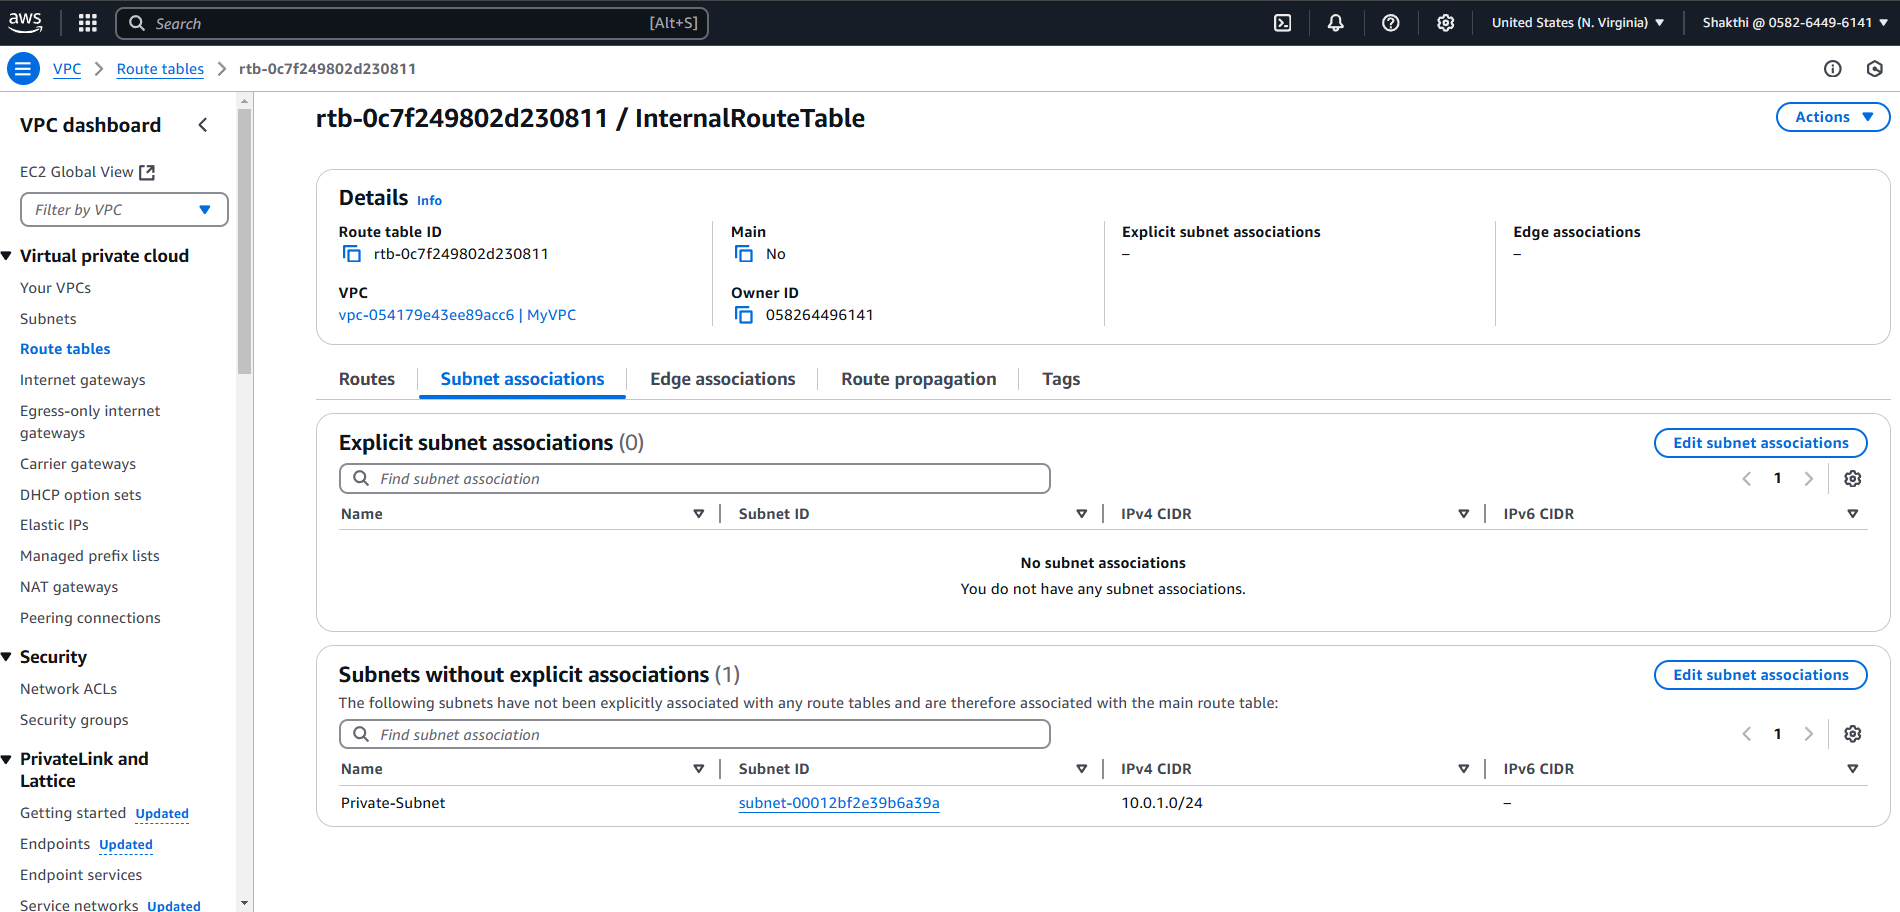 aws
Search [Alt+S]
United States (N. Virginia)
Shakthi @ 0582-6449-6141
VPC
Route tables
rtb-0c7f249802d230811
VPC dashboard
EC2 Global View
Filter by VPC
Virtual private cloud
Your VPCs
Subnets
Route tables
Internet gateways
Egress-only internet
gateways
Carrier gateways
DHCP option sets
Elastic IPs
Managed prefix lists
NAT gateways
Peering connections
Security
Network ACLs
Security groups
PrivateLink and
Lattice
Getting started Updated
Endpoints Updated
Endpoint services
Service networks Updated
rtb-0c7f249802d230811 / InternalRouteTable
Actions
Details Info
Route table ID
rtb-0c7f249802d230811
Main
No
Explicit subnet associations
–
Edge associations
–
VPC
vpc-054179e43ee89acc6 | MyVPC
Owner ID
058264496141
Routes
Subnet associations
Edge associations
Route propagation
Tags
Explicit subnet associations (0)
Edit subnet associations
Find subnet association
1
Name
Subnet ID
IPv4 CIDR
IPv6 CIDR
No subnet associations
You do not have any subnet associations.
Subnets without explicit associations (1)
Edit subnet associations
The following subnets have not been explicitly associated with any route tables and are therefore associated with the main route table:
Find subnet association
1
Name
Subnet ID
IPv4 CIDR
IPv6 CIDR
Private-Subnet
subnet-00012bf2e39b6a39a
10.0.1.0/24
–